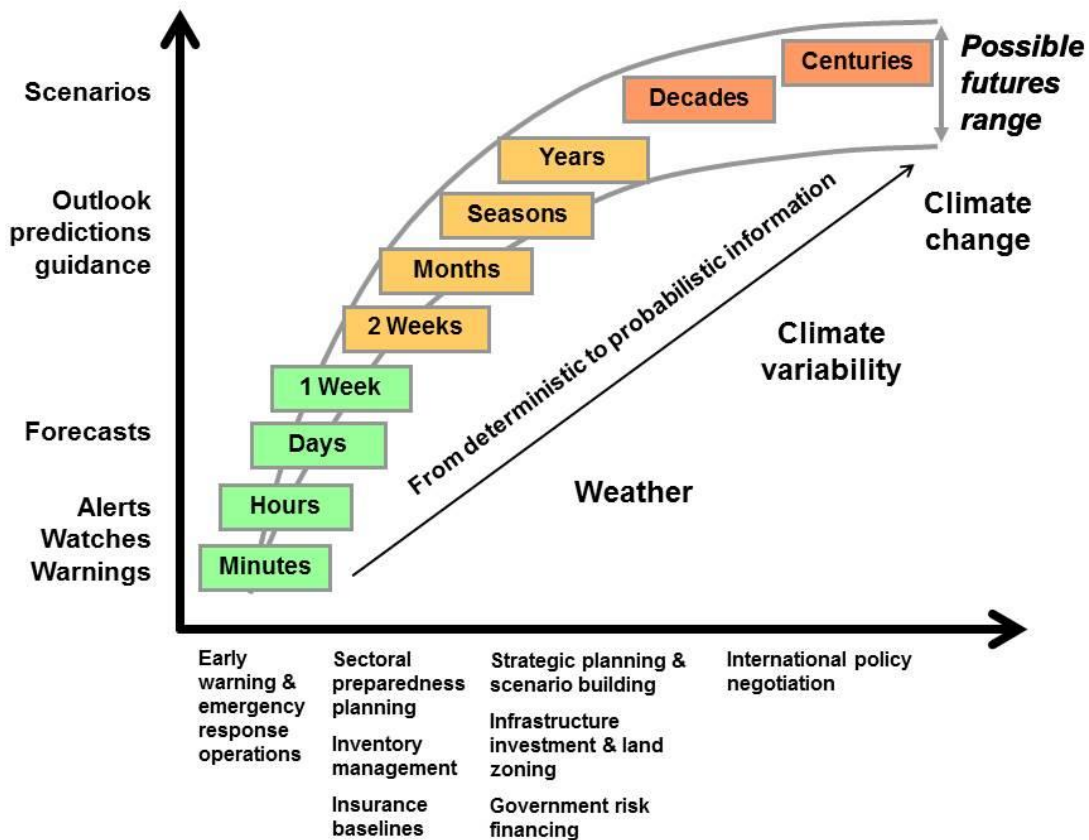 Scenarios
Outlook
predictions
guidance
Forecasts
Alerts
Watches
Warnings
Centuries
Decades
Years
Seasons
Months
2 Weeks
1 Week
Days
Hours
Minutes
Possible
futures
range
From deterministic to probabilistic information
Climate
change
Climate
variability
Weather
Early
warning &
emergency
response
operations
Sectoral
preparedness
planning
Inventory
management
Insurance
baselines
Strategic planning &
scenario building
Infrastructure
investment & land
zoning
Government risk
financing
International policy
negotiation